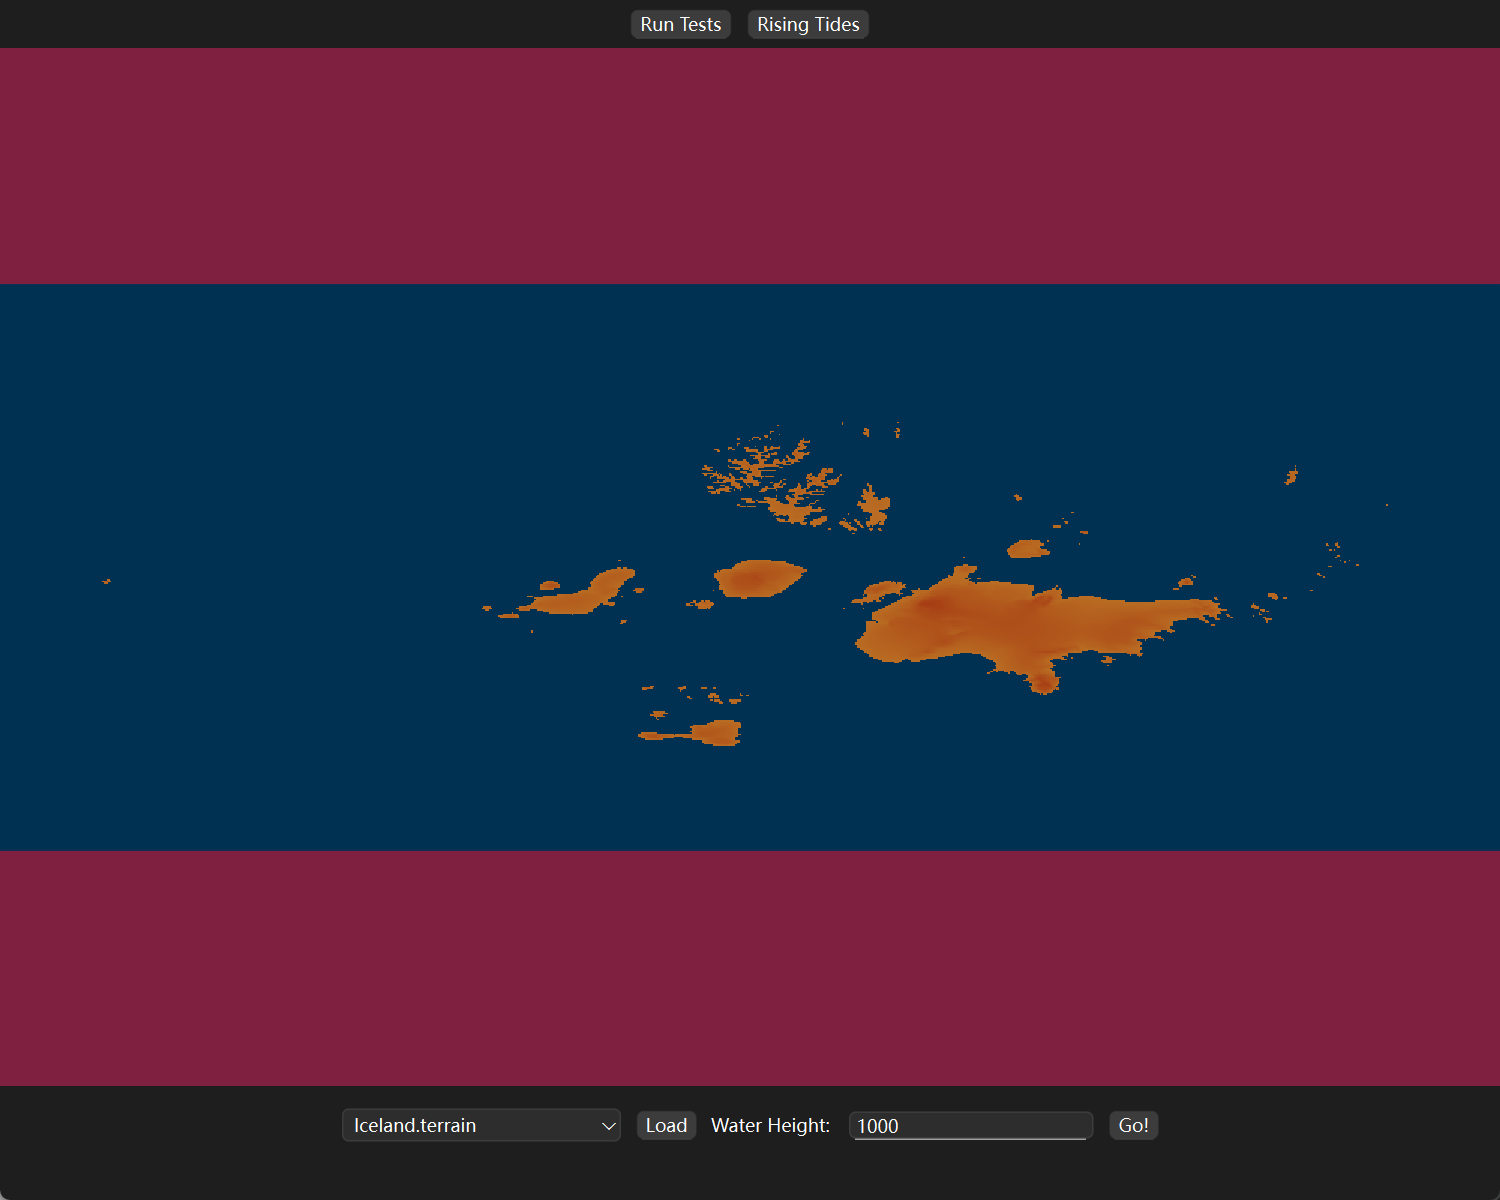 Run Tests Rising Tides
Iceland.terrain Load Water Height: 1000 Go!